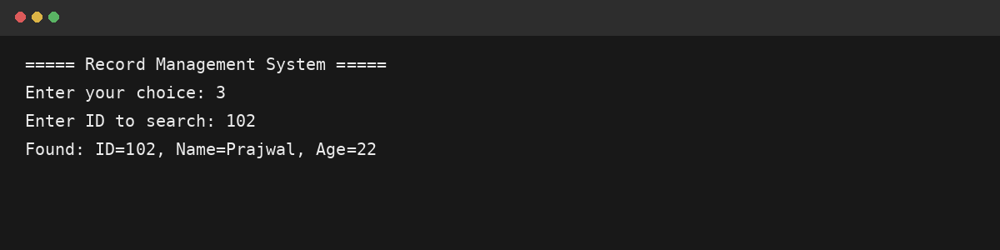 ===== Record Management System =====
Enter your choice: 3
Enter ID to search: 102
Found: ID=102, Name=Prajwal, Age=22